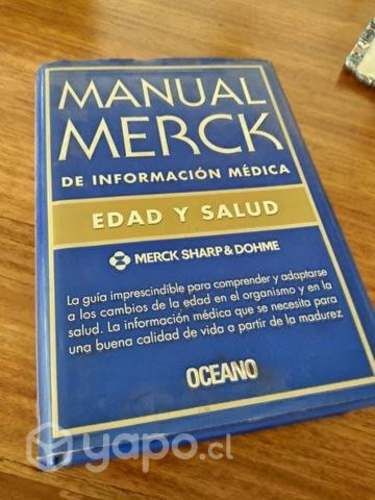 MANUAL
MERCK
DE INFORMACIÓN MÉDICA
EDAD Y SALUD
MERCK SHARP & DOHME
La guía imprescindible para comprender y adaptarse
a los cambios de la edad en el organismo y en la
salud. La información médica que se necesita para
una buena calidad de vida a partir de la madurez
OCEANO
yapo.cl